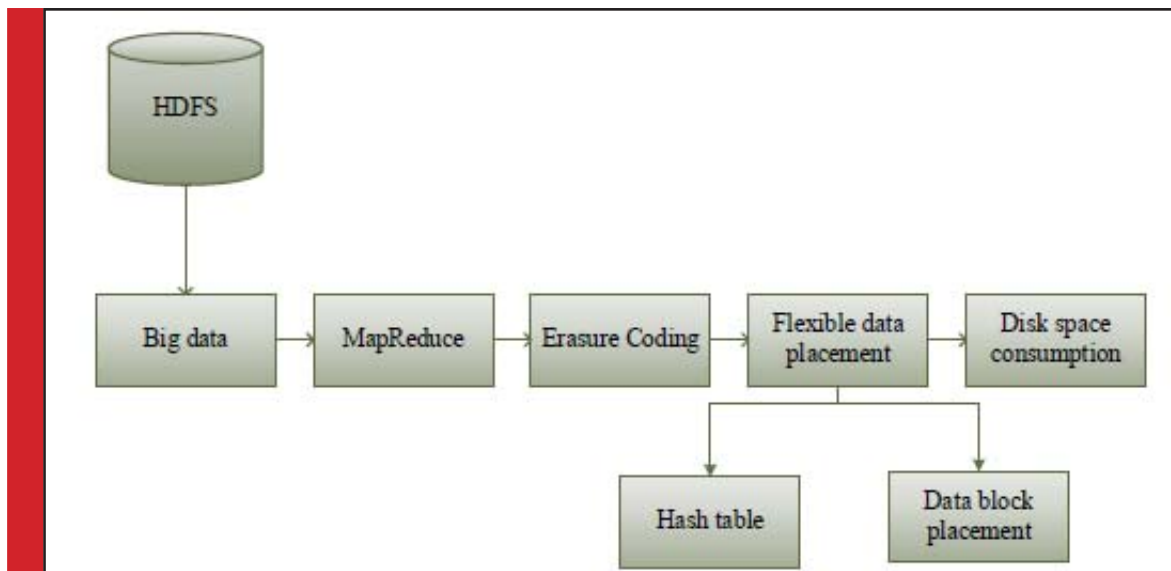 HDFS
Big data
MapReduce
Erasure Coding
Flexible data
placement
Disk space
consumption
Hash table
Data block
placement